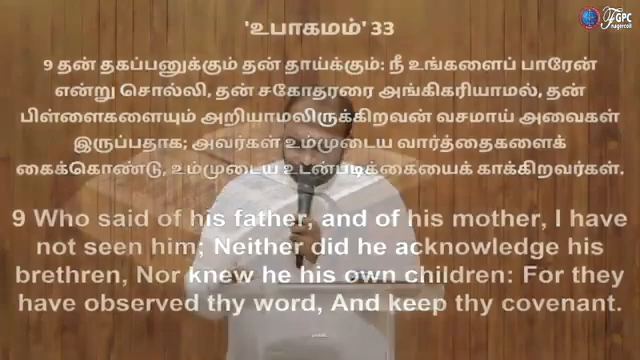 GPC
nagercoil
'உபாகமம்' 33
9 தன் தகப்பனுக்கும் தன் தாய்க்கும்: நீ உங்களைப் பாரேன்
என்று சொல்லி, தன் சகோதரரை அங்கிகரியாமல், தன்
பிள்ளைகளையும் அறியாமலிருக்கிறவன் வசமாய் அவைகள்
இருப்பதாக; அவர்கள் உம்முடைய வார்த்தைகளைக்
கைக்கொண்டு, உம்முடைய உடன்படிக்கையைக் காக்கிறவர்கள்.
9 Who said of his father, and of his mother, I have
not seen him; Neither did he acknowledge his
brethren, Nor knew he his own children: For they
have observed thy word, And keep thy covenant.